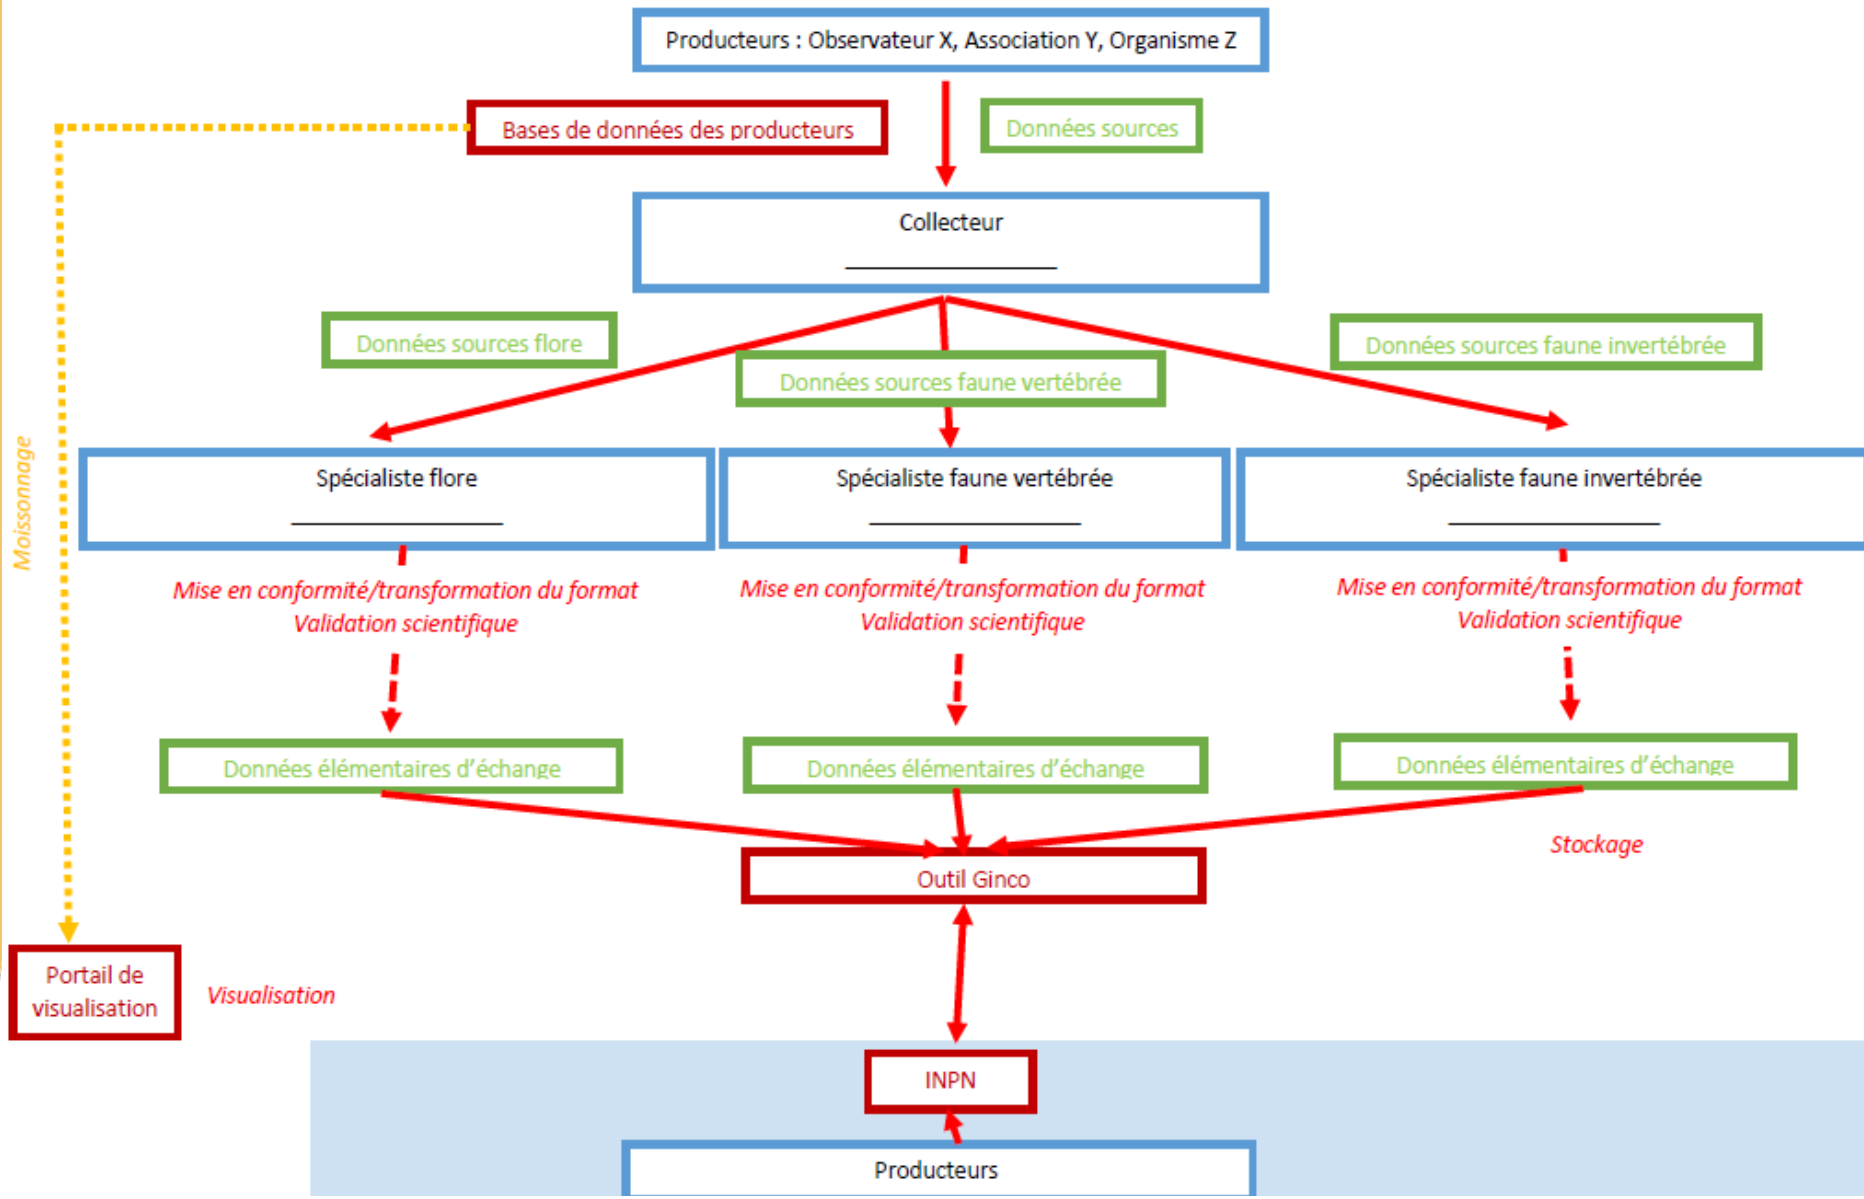 Producteurs : Observateur X, Association Y, Organisme Z
Bases de données des producteurs
Données sources
Collecteur
Données sources flore
Données sources faune vertébrée
Données sources faune invertébrée
Moissonnage
Spécialiste flore
Spécialiste faune vertébrée
Spécialiste faune invertébrée
Mise en conformité/transformation du format
Validation scientifique
Mise en conformité/transformation du format
Validation scientifique
Mise en conformité/transformation du format
Validation scientifique
Données élémentaires d'échange
Données élémentaires d'échange
Données élémentaires d'échange
Stockage
Outil Ginco
Portail de
visualisation
Visualisation
INPN
Producteurs